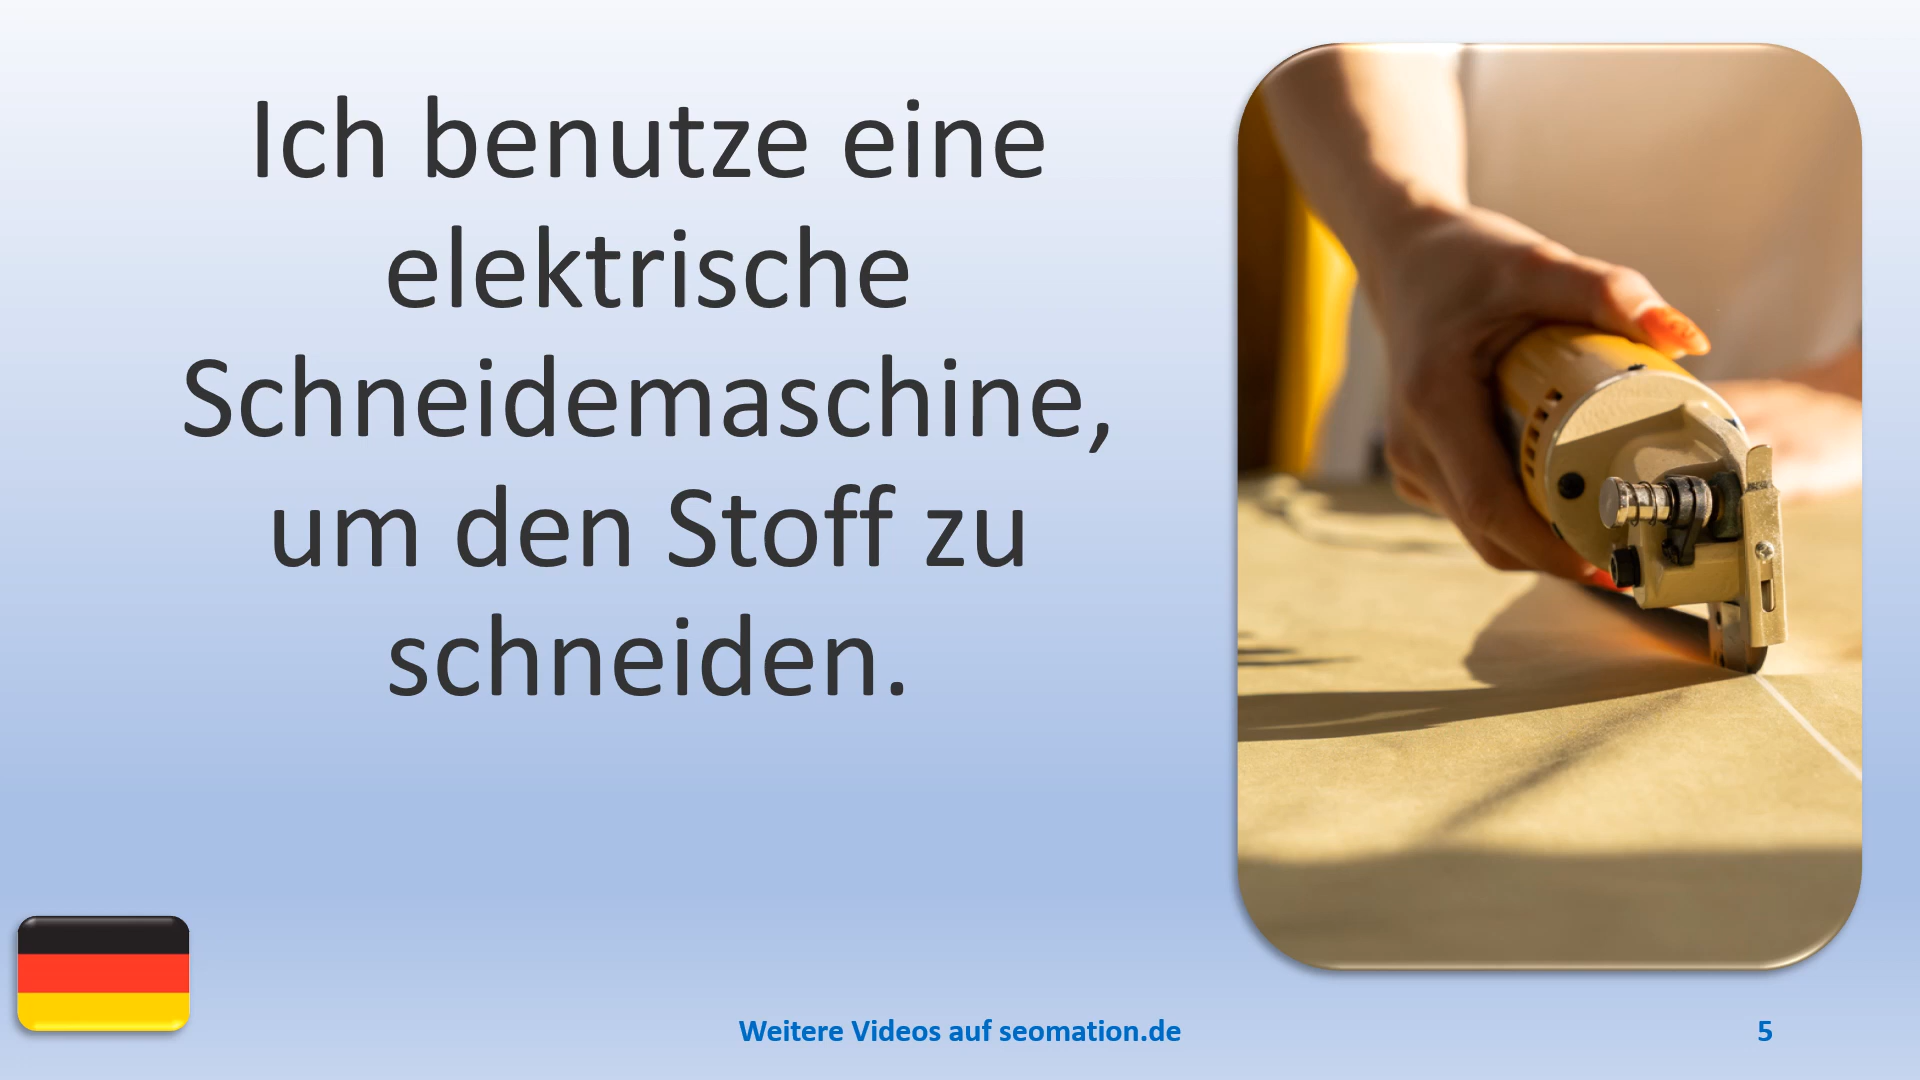 Ich benutze eine
elektrische
Schneidemaschine,
um den Stoff zu
schneiden.
Weitere Videos auf seomation.de
5